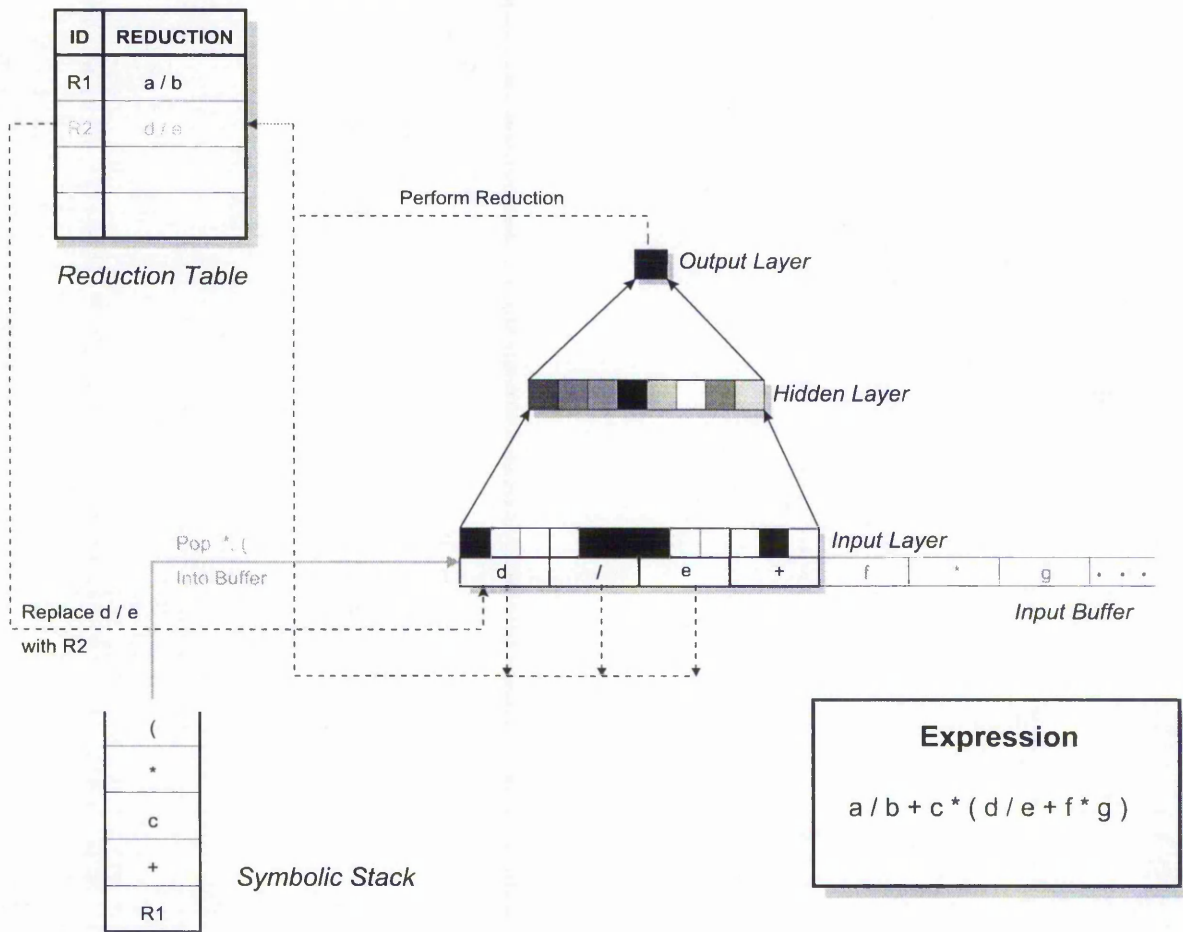 ID REDUCTION
R1 a / b
R2 d / e
Reduction Table
Perform Reduction
Output Layer
Hidden Layer
Input Layer
Pop *, (
Into Buffer
d / e + f * g . . .
Input Buffer
Replace d / e
with R2
(
*
c
+
R1
Symbolic Stack
Expression
a / b + c * ( d / e + f * g )